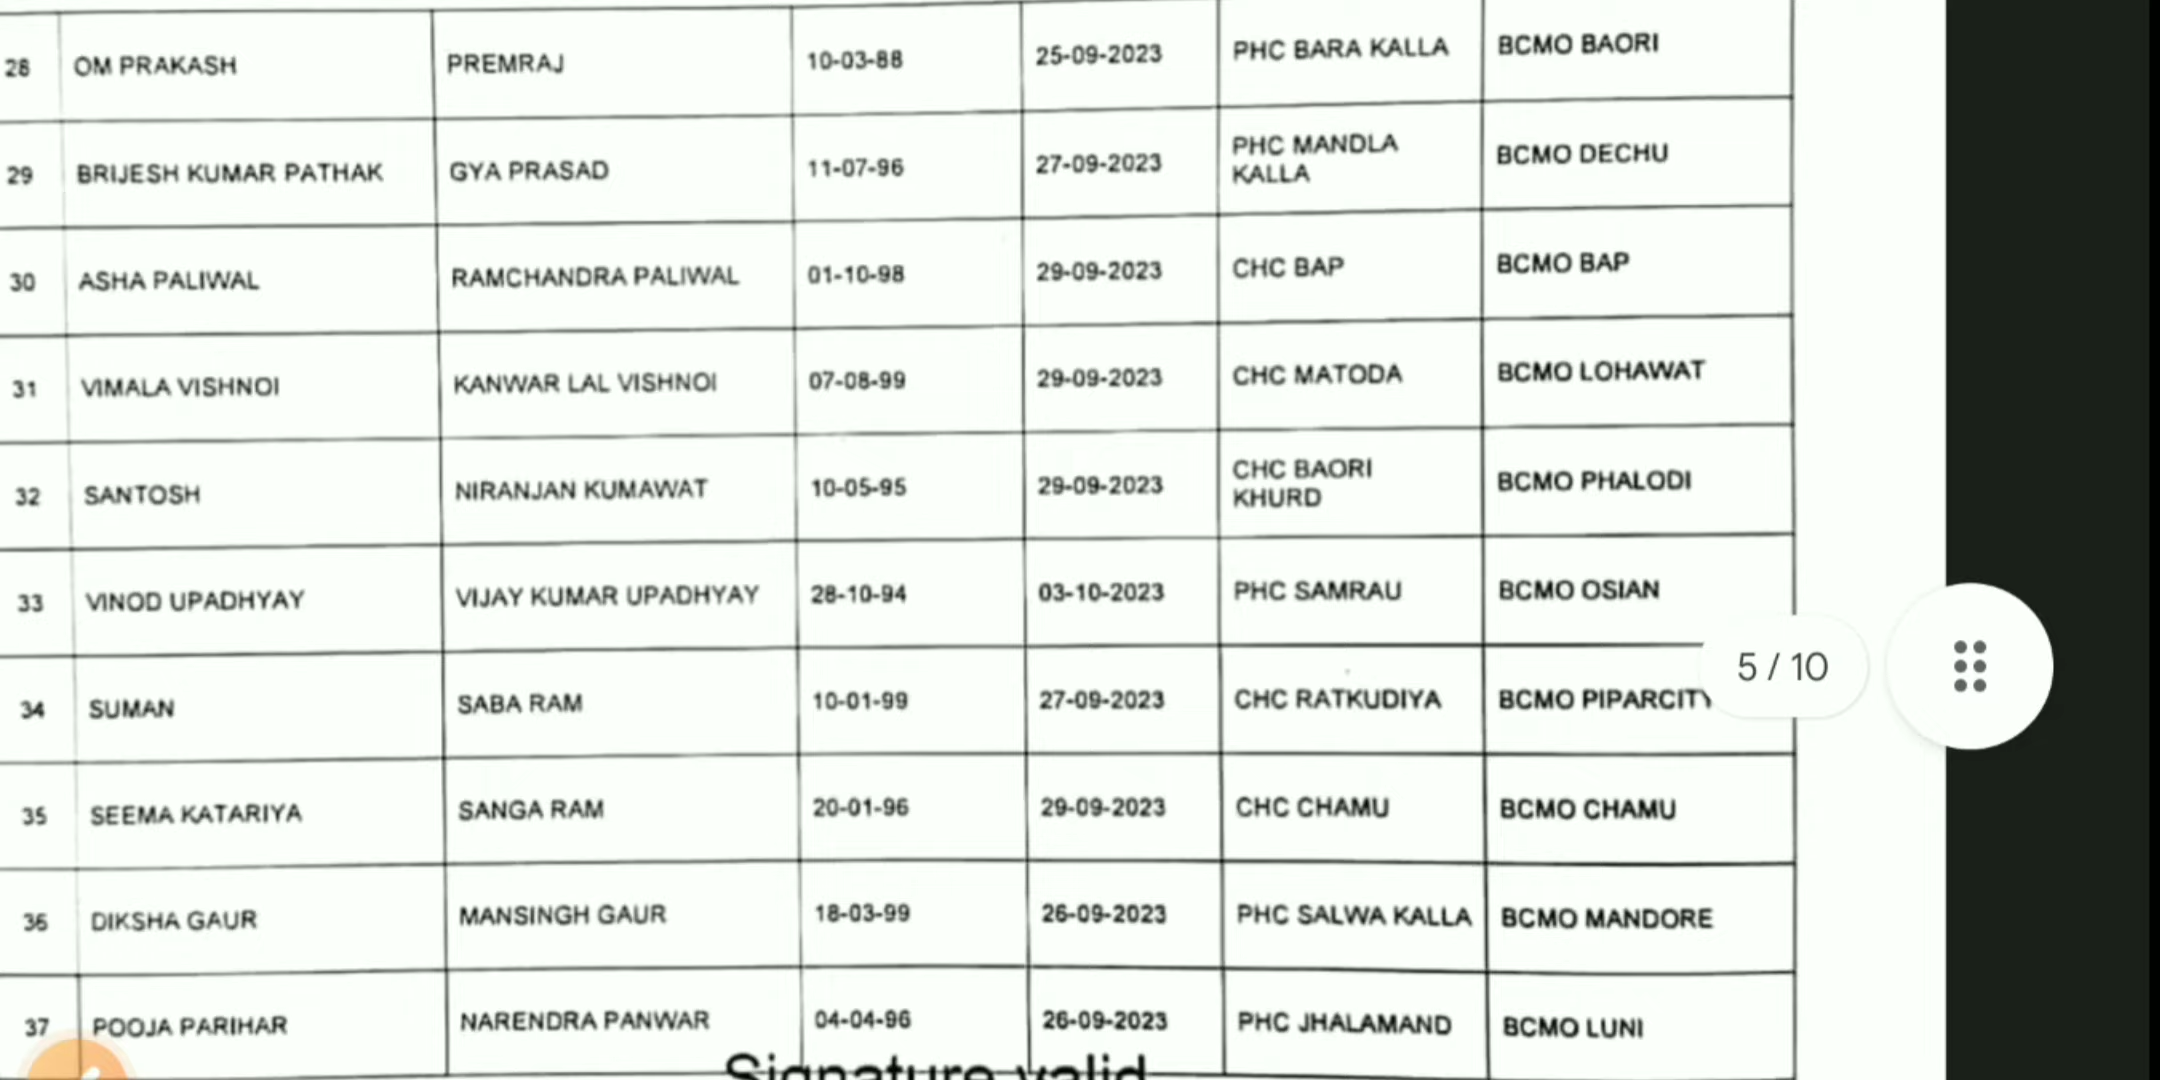 28 OM PRAKASH PREMRAJ 10-03-88 25-09-2023 PHC BARA KALLA BCMO BAORI
29 BRIJESH KUMAR PATHAK GYA PRASAD 11-07-96 27-09-2023 PHC MANDLA KALLA BCMO DECHU
30 ASHA PALIWAL RAMCHANDRA PALIWAL 01-10-98 29-09-2023 CHC BAP BCMO BAP
31 VIMALA VISHNOI KANWAR LAL VISHNOI 07-08-99 29-09-2023 CHC MATODA BCMO LOHAWAT
32 SANTOSH NIRANJAN KUMAWAT 10-05-95 29-09-2023 CHC BAORI KHURD BCMO PHALODI
33 VINOD UPADHYAY VIJAY KUMAR UPADHYAY 28-10-94 03-10-2023 PHC SAMRAU BCMO OSIAN
5 / 10
34 SUMAN SABA RAM 10-01-99 27-09-2023 CHC RATKUDIYA BCMO PIPARCITY
35 SEEMA KATARIYA SANGA RAM 20-01-96 29-09-2023 CHC CHAMU BCMO CHAMU
36 DIKSHA GAUR MANSINGH GAUR 18-03-99 26-09-2023 PHC SALWA KALLA BCMO MANDORE
37 POOJA PARIHAR NARENDRA PANWAR 04-04-96 26-09-2023 PHC JHALAMAND BCMO LUNI
Signature valid